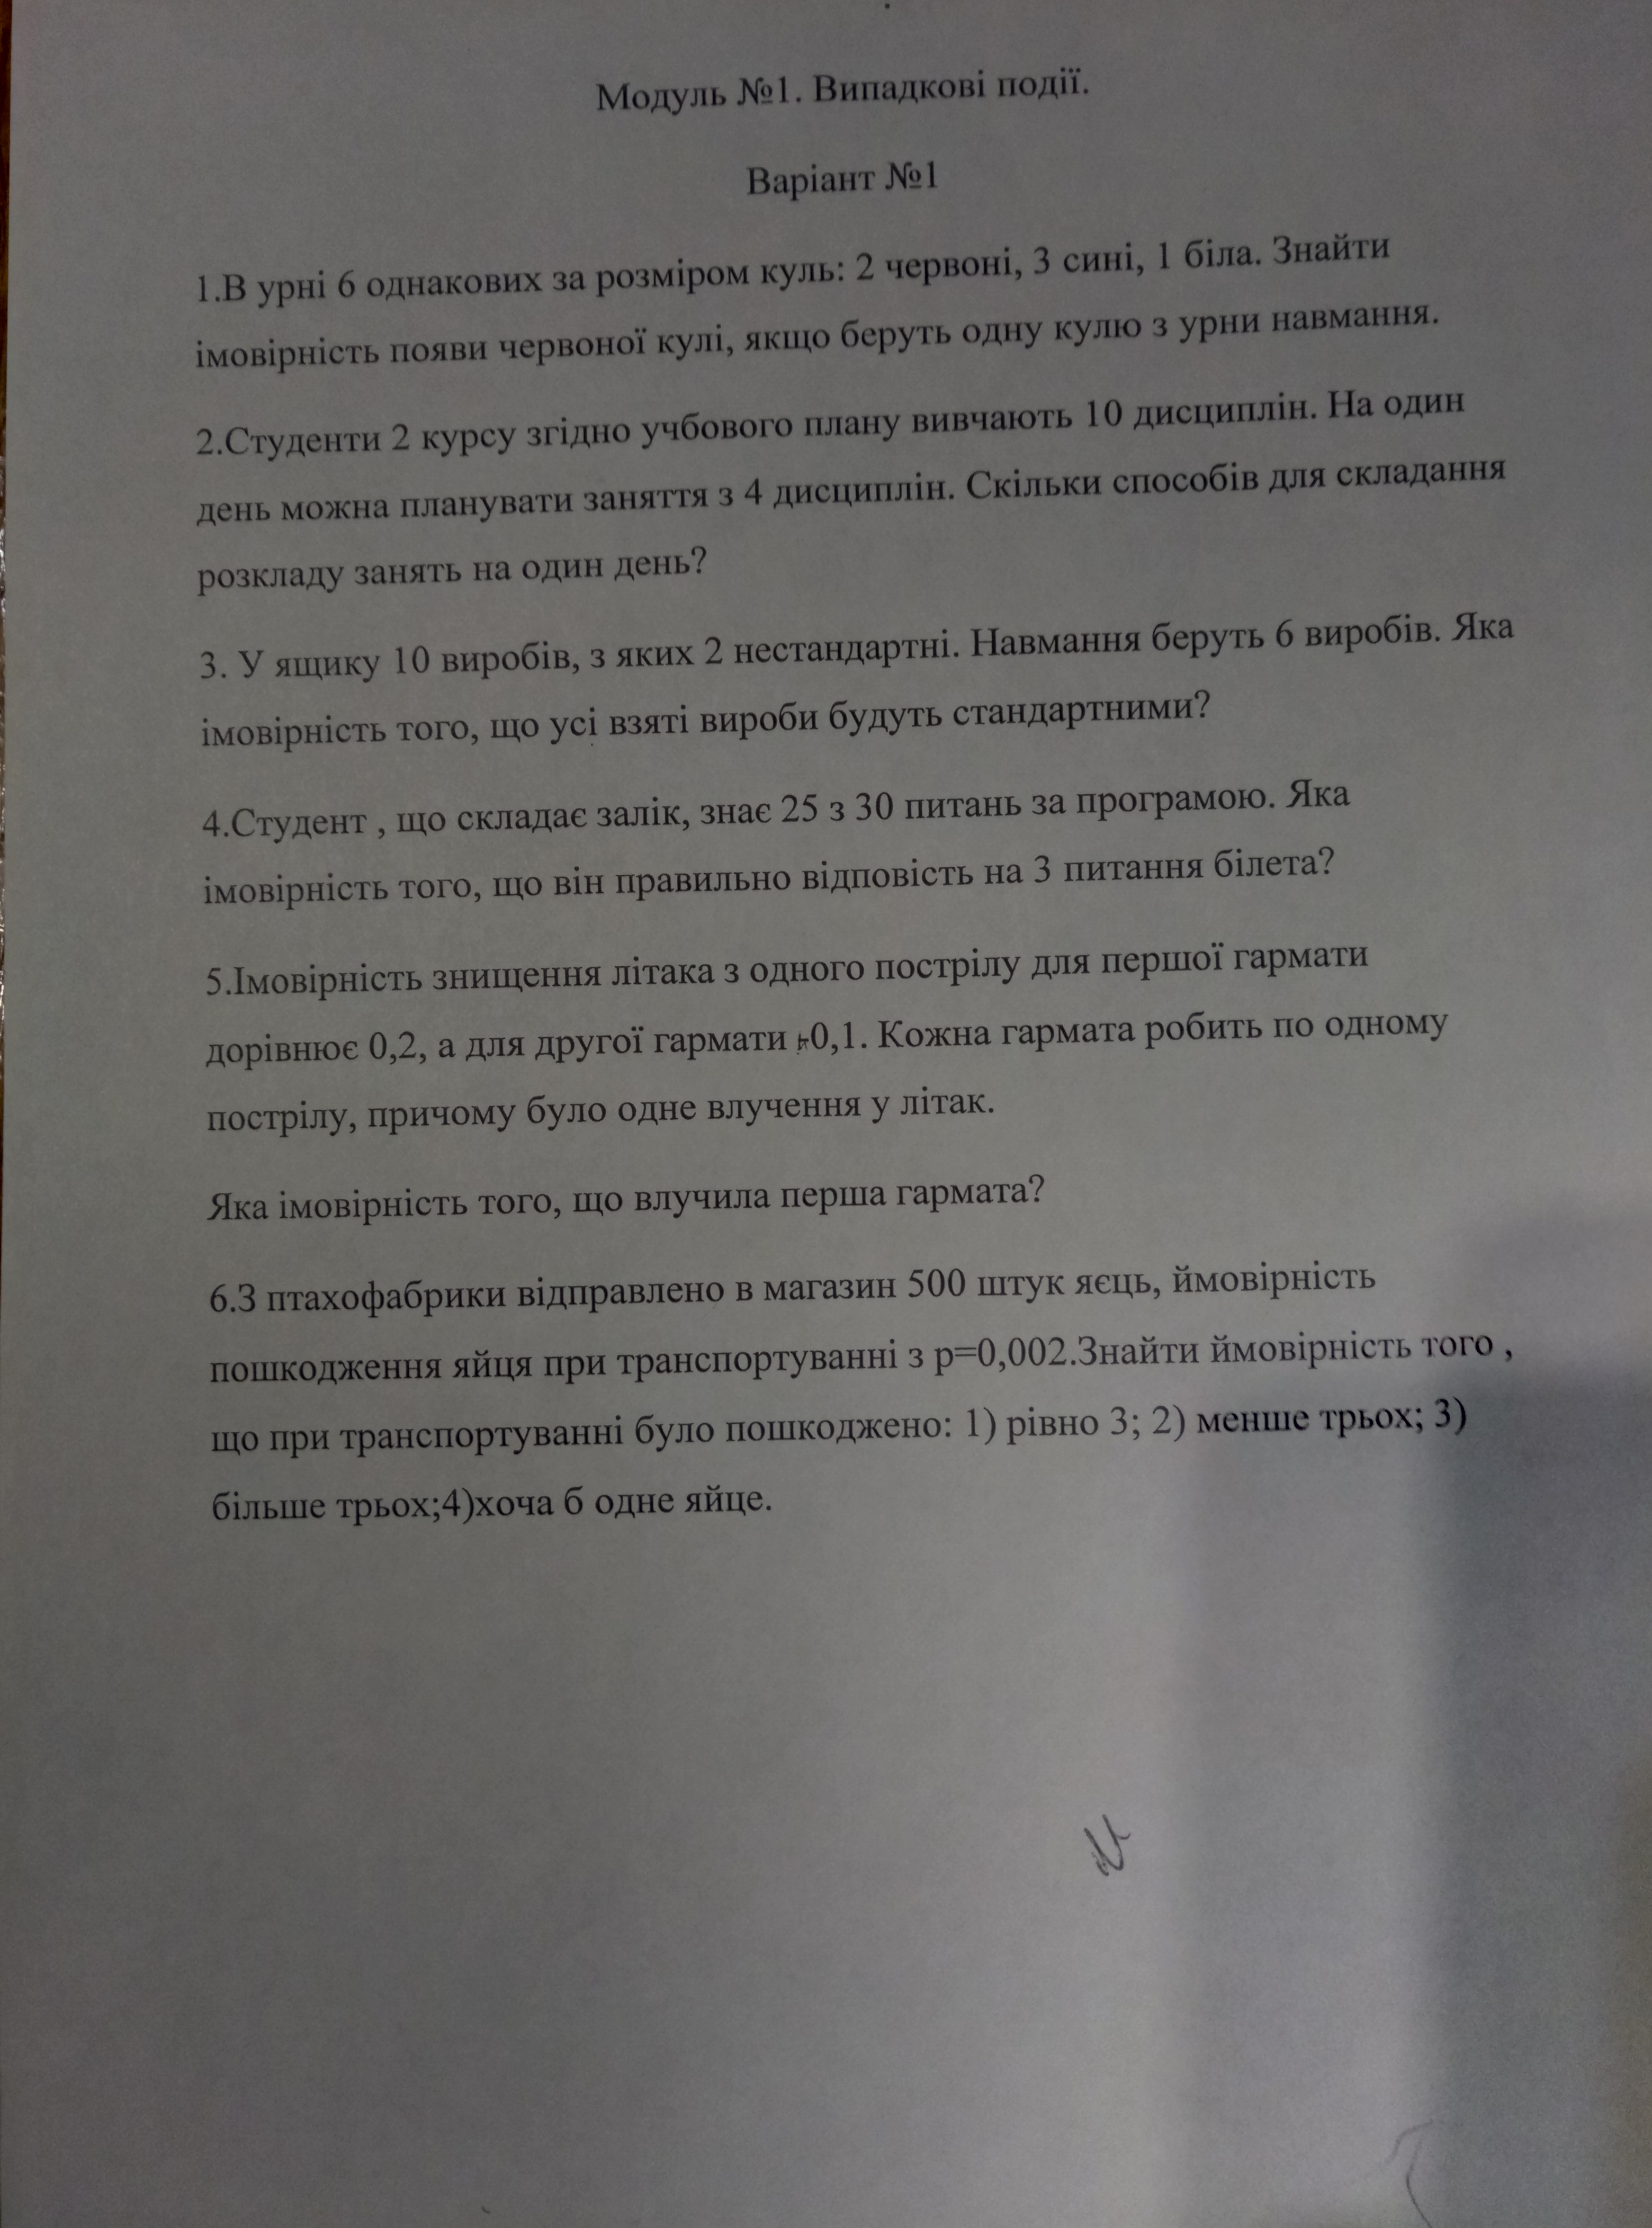 Модуль №1. Випадкові події.
Варіант №1
1.В урні 6 однакових за розміром куль: 2 червоні, 3 сині, 1 біла. Знайти
імовірність появи червоної кулі, якщо беруть одну кулю з урни навмання.
2.Студенти 2 курсу згідно учбового плану вивчають 10 дисциплін. На один
день можна планувати заняття з 4 дисциплін. Скільки способів для складання
розкладу занять на один день?
3. У ящику 10 виробів, з яких 2 нестандартні. Навмання беруть 6 виробів. Яка
імовірність того, що усі взяті вироби будуть стандартними?
4.Студент , що складає залік, знає 25 з 30 питань за програмою. Яка
імовірність того, що він правильно відповість на 3 питання білета?
5.Імовірність знищення літака з одного пострілу для першої гармати
дорівнює 0,2, а для другої гармати 0,1. Кожна гармата робить по одному
пострілу, причому було одне влучення у літак.
Яка імовірність того, що влучила перша гармата?
6.З птахофабрики відправлено в магазин 500 штук яєць, ймовірність
пошкодження яйця при транспортуванні з р=0,002.Знайти ймовірність того ,
що при транспортуванні було пошкоджено: 1) рівно 3; 2) менше трьох; 3)
більше трьох;4)хоча б одне яйце.